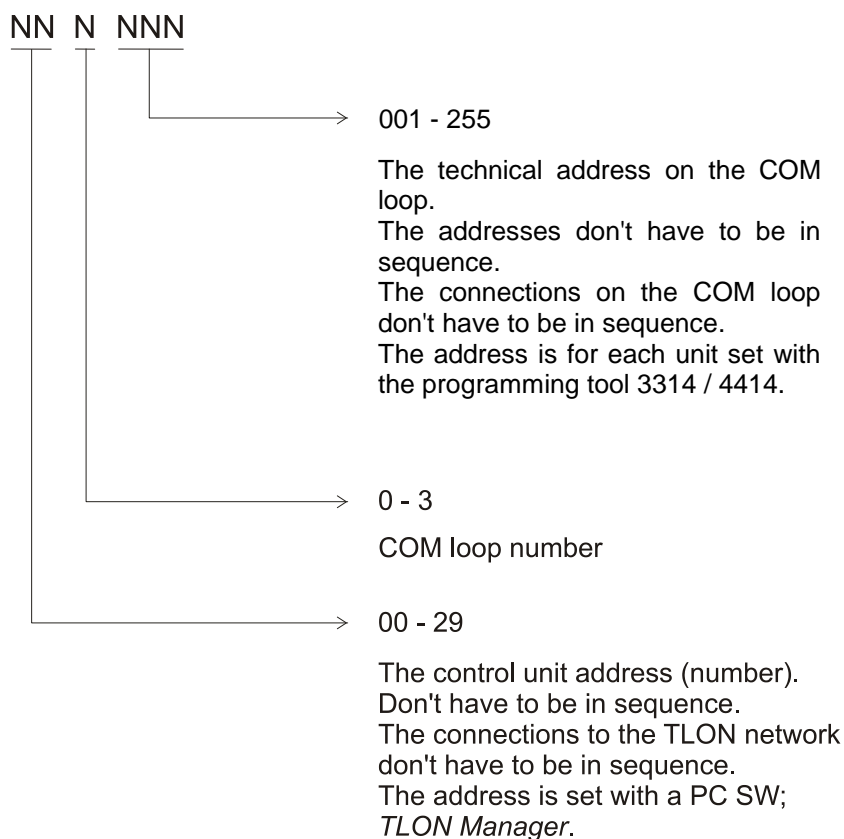 NN N NNN
001 - 255
The technical address on the COM
loop.
The addresses don't have to be in
sequence.
The connections on the COM loop
don't have to be in sequence.
The address is for each unit set with
the programming tool 3314 / 4414.
0 - 3
COM loop number
00 - 29
The control unit address (number).
Don't have to be in sequence.
The connections to the TLON network
don't have to be in sequence.
The address is set with a PC SW;
TLON Manager.